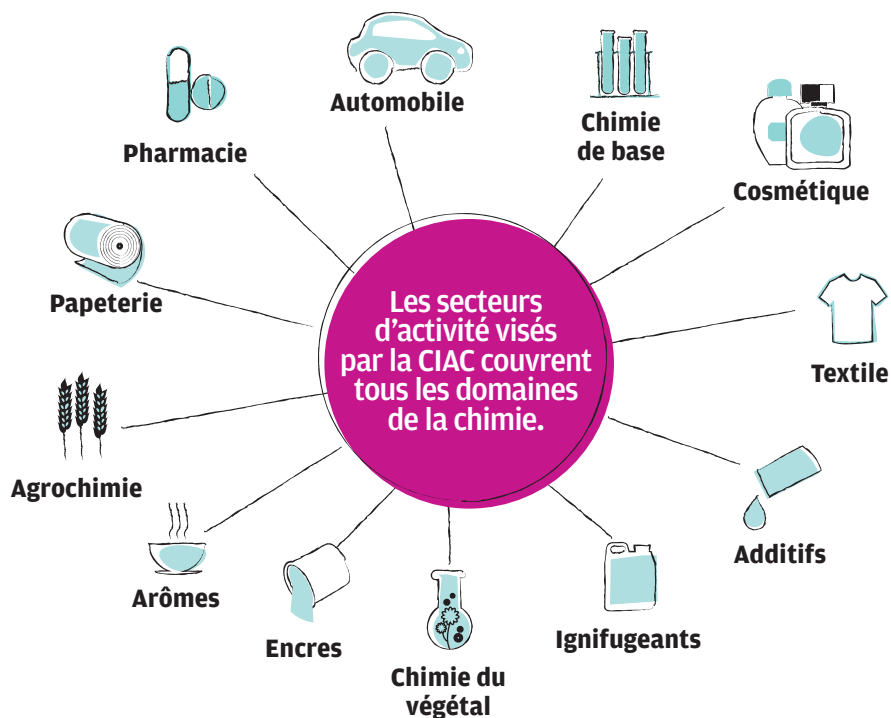 Automobile
Chimie
de base
Pharmacie
Cosmétique
Papeterie
Les secteurs
d'activité visés
par la CIAC couvrent
tous les domaines
de la chimie.
Textile
Agrochimie
Additifs
Arômes
Encres
Ignifugeants
Chimie du
végétal